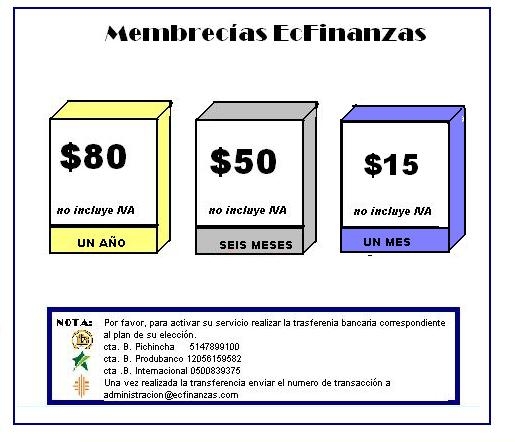 Membrecías EcFinanzas
$80
no incluye IVA
UN AÑO
$50
no incluye IVA
SEIS MESES
$15
no incluye IVA
UN MES
NOTA: Por favor, para activar su servicio realizar la trasferenia bancaria correspondiente
al plan de su elección.
cta. B. Pichincha 5147899100
cta. B. Produbanco 12056159582
cta .B. Internacional 0500839375
Una vez realizada la transferencia enviar el numero de transacción a
administracion@ecfinanzas.com